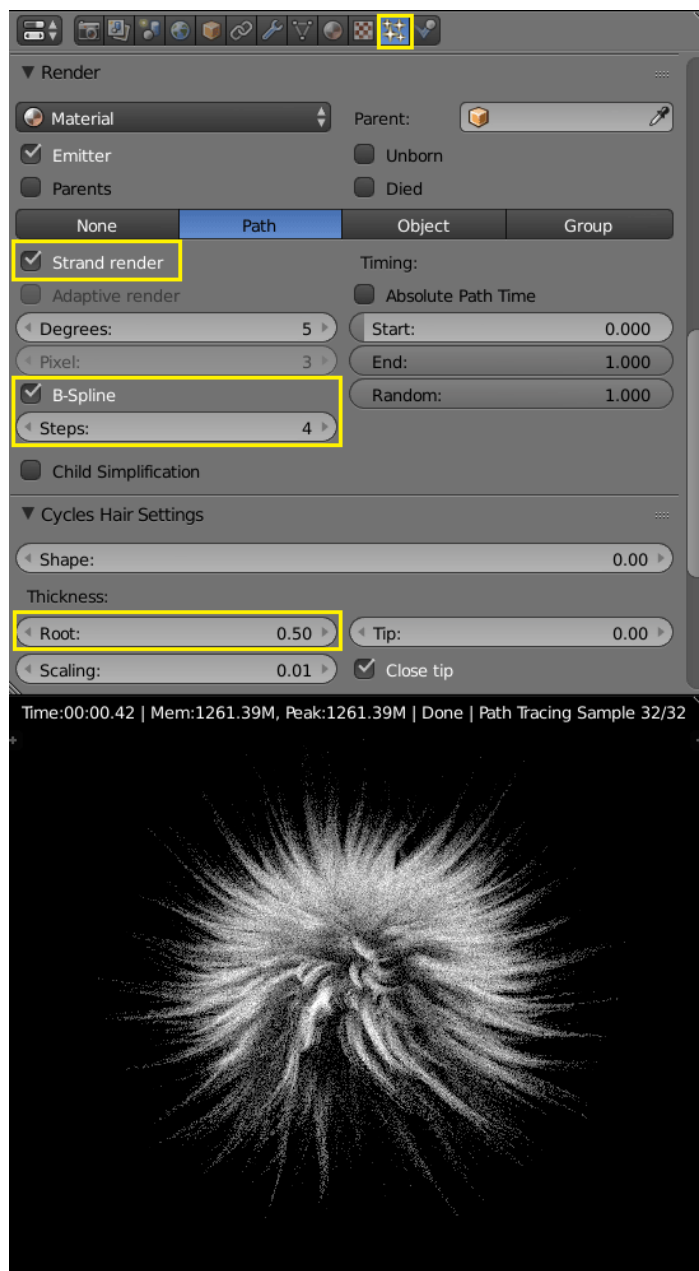 Render
Material Parent:
Emitter Unborn
Parents Died
None Path Object Group
Strand render Timing:
Adaptive render Absolute Path Time
Degrees: 5 Start: 0.000
Pixel: 3 End: 1.000
B-Spline Random: 1.000
Steps: 4
Child Simplification
Cycles Hair Settings
Shape: 0.00
Thickness:
Root: 0.50 Tip: 0.00
Scaling: 0.01 Close tip
Time:00:00.42 | Mem:1261.39M, Peak:1261.39M | Done | Path Tracing Sample 32/32